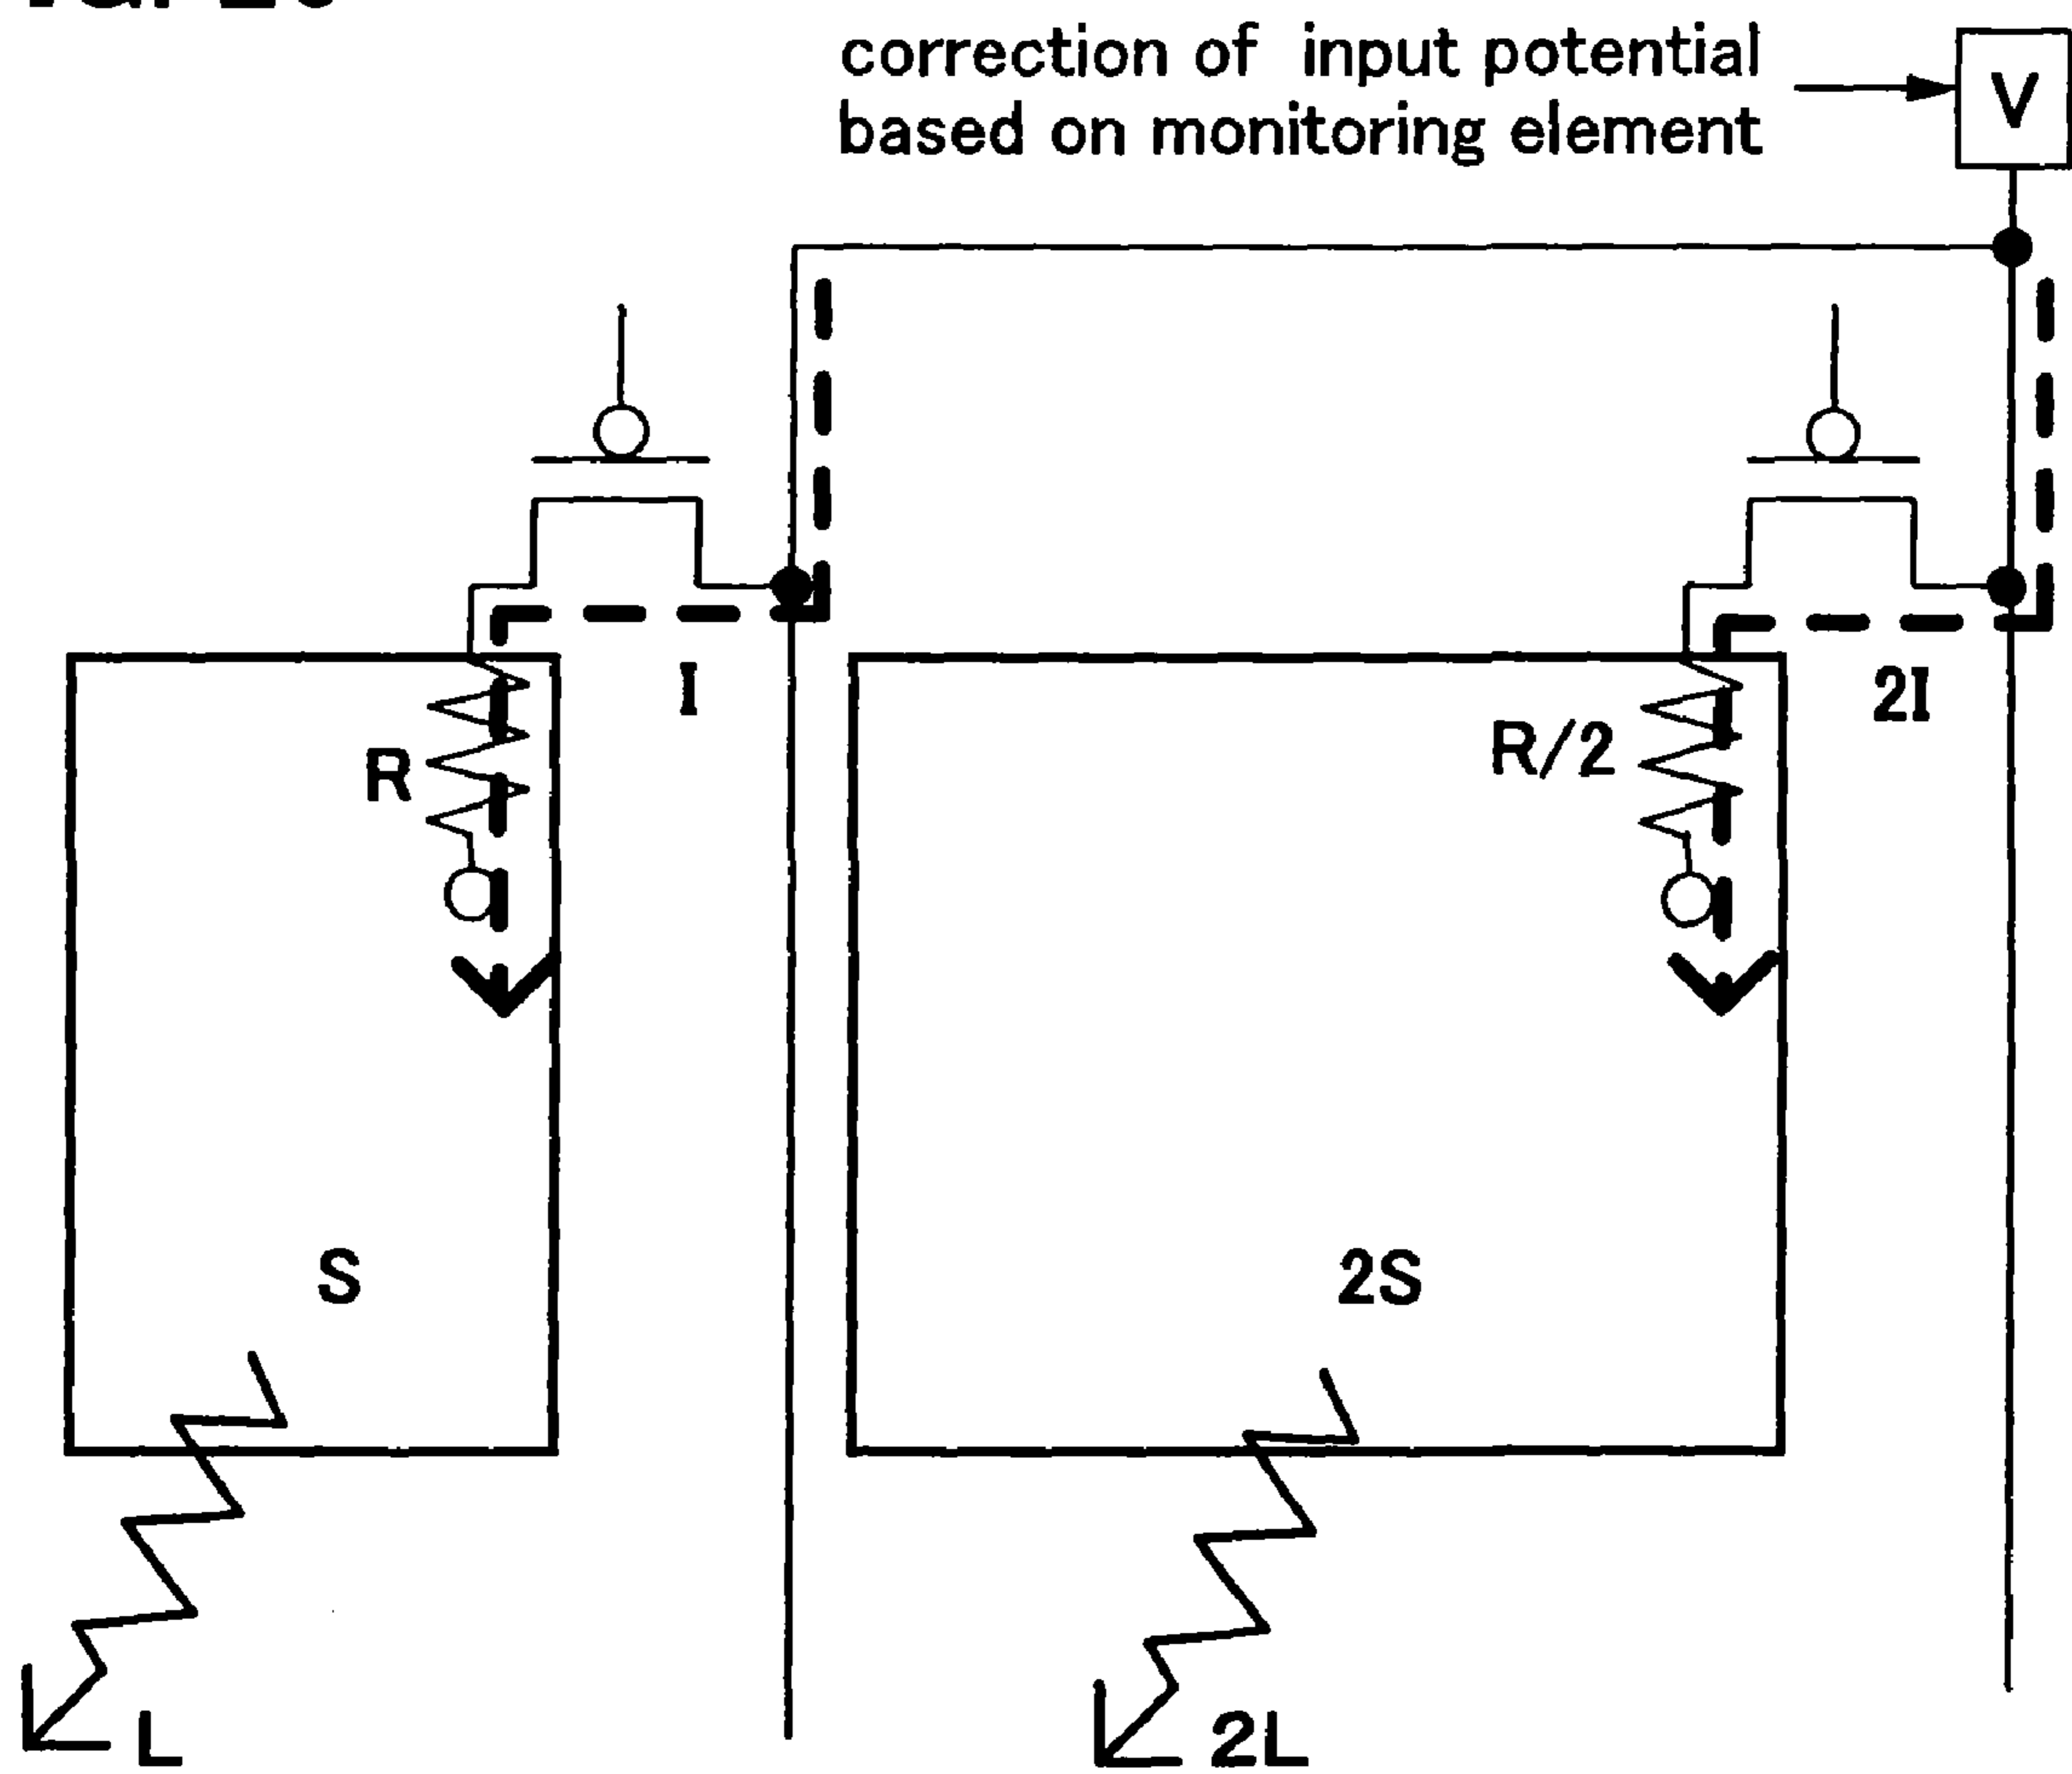 correction of input potential
based on monitoring element
V
I
2I
R
R/2
S
2S
L
2L